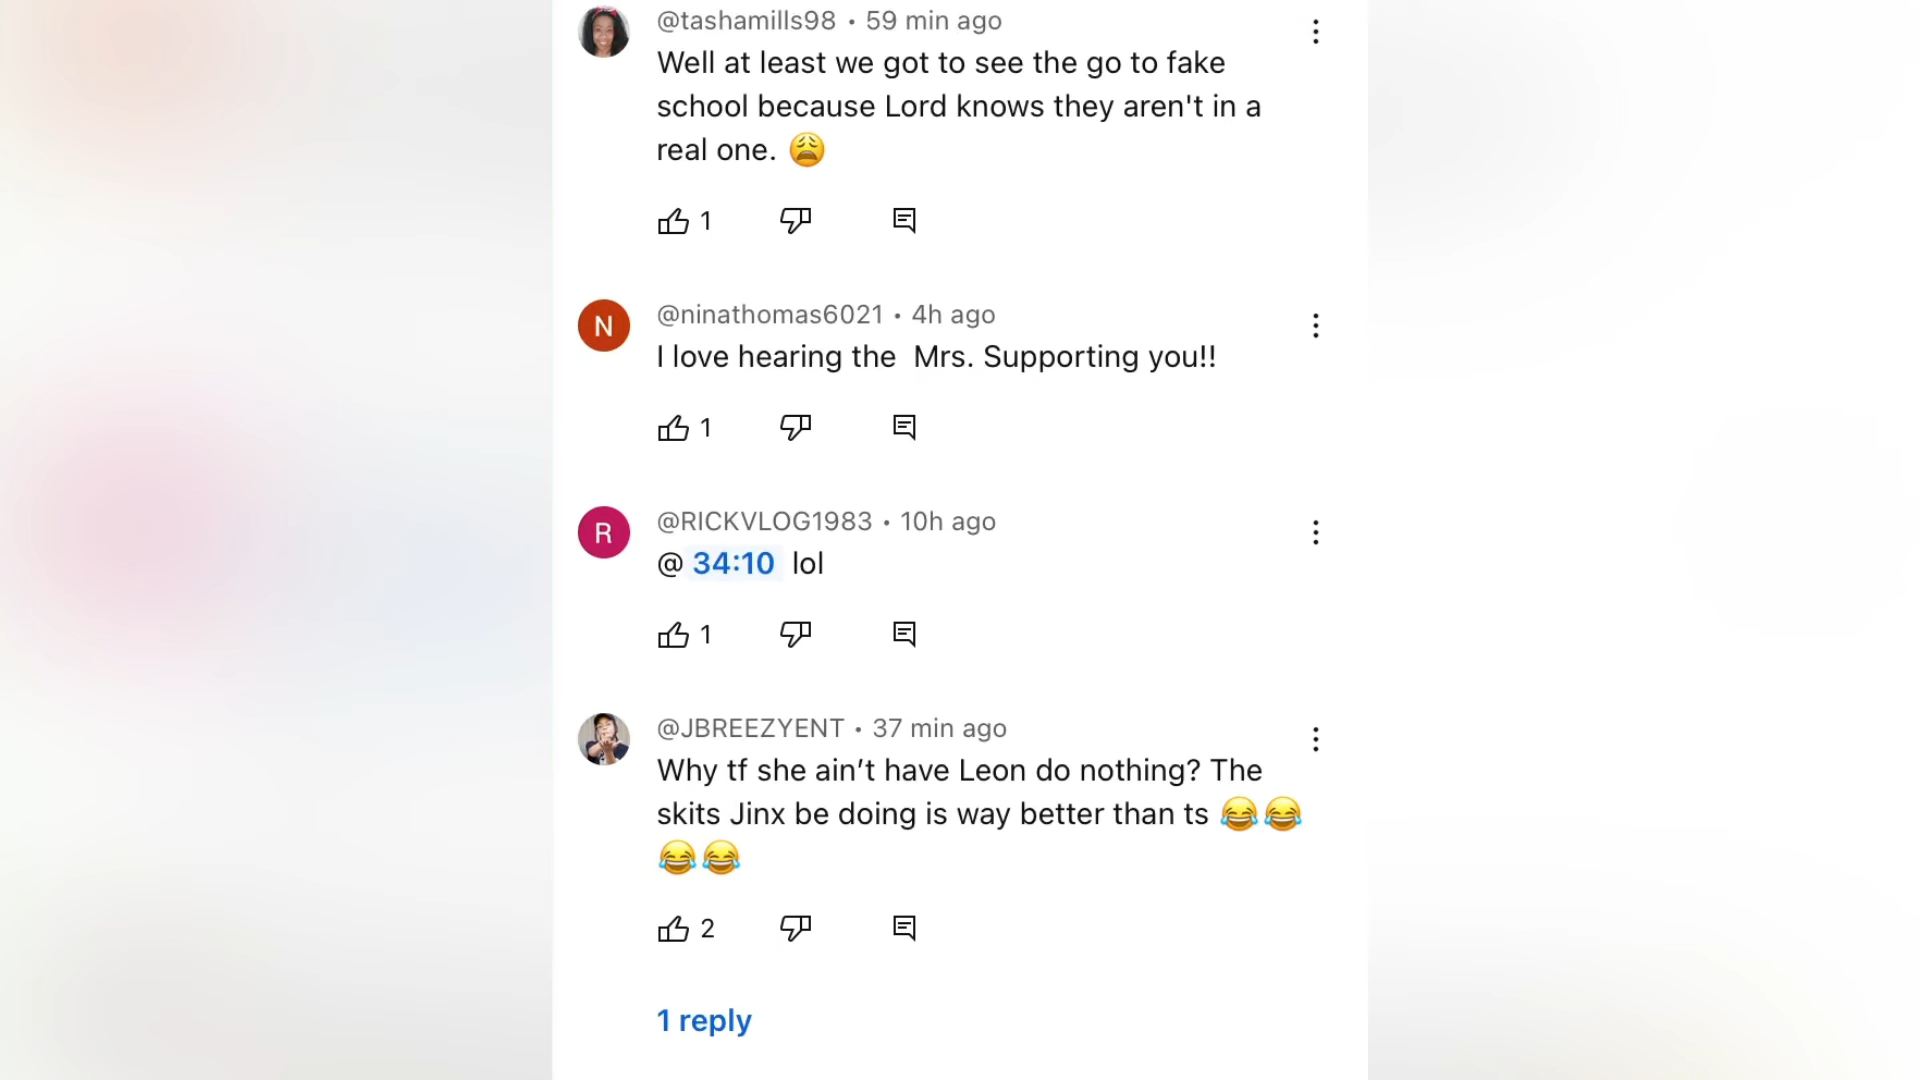 @tashamills98 • 59 min ago
Well at least we got to see the go to fake
school because Lord knows they aren't in a
real one. 😩
1
N
@ninathomas6021 • 4h ago
I love hearing the  Mrs. Supporting you!!
1
R
@RICKVLOG1983 • 10h ago
@ 34:10 lol
1
@JBREEZYENT • 37 min ago
Why tf she ain’t have Leon do nothing? The
skits Jinx be doing is way better than ts 😂😂
😂😂
2
1 reply